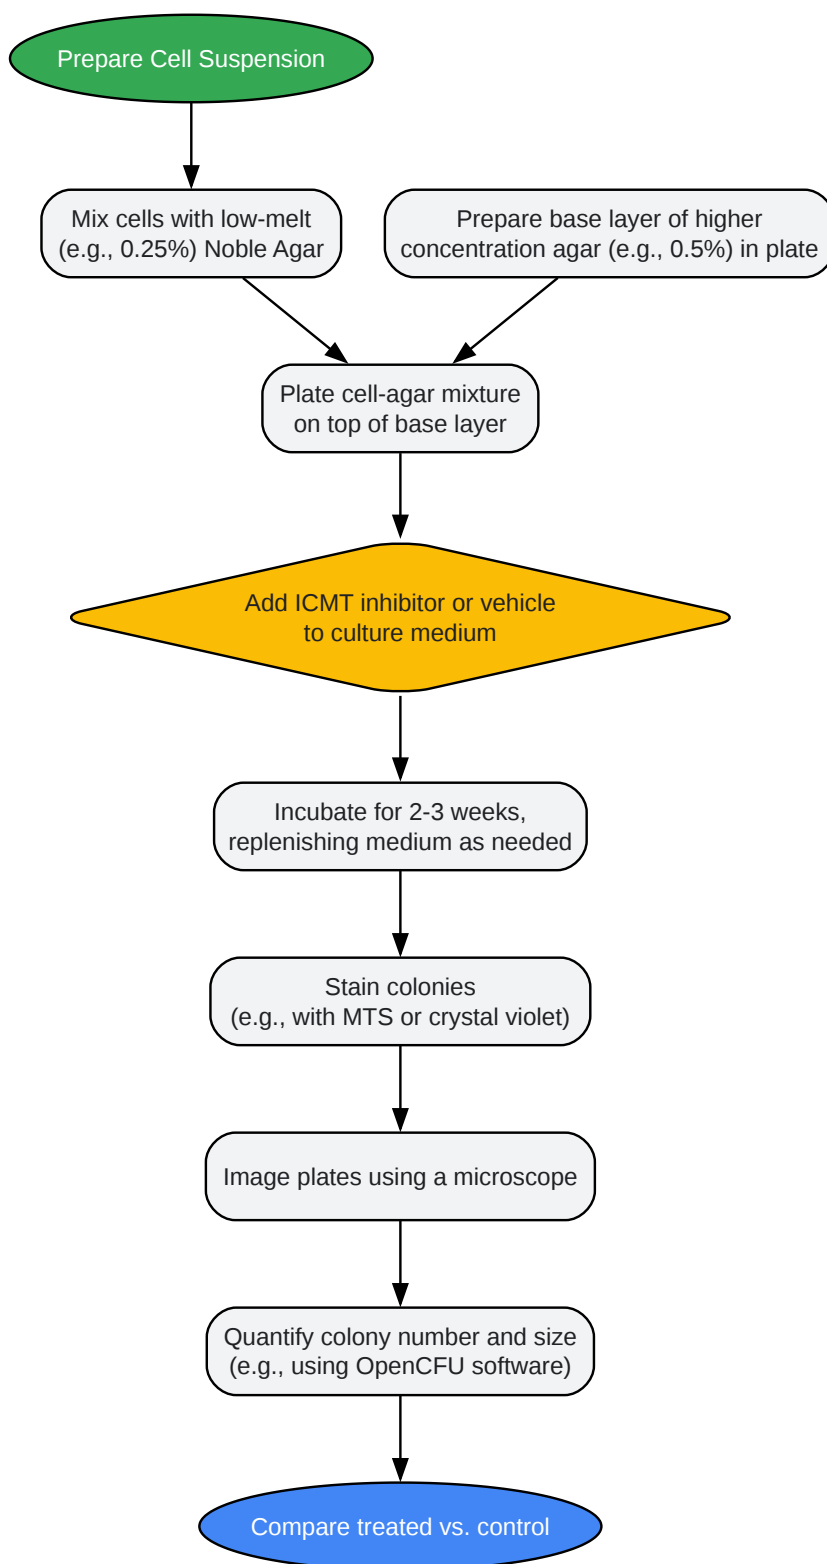 Prepare Cell Suspension
Mix cells with low-melt
(e.g., 0.25%) Noble Agar
Prepare base layer of higher
concentration agar (e.g., 0.5%) in plate
Plate cell-agar mixture
on top of base layer
Add ICMT inhibitor or vehicle
to culture medium
Incubate for 2-3 weeks,
replenishing medium as needed
Stain colonies
(e.g., with MTS or crystal violet)
Image plates using a microscope
Quantify colony number and size
(e.g., using OpenCFU software)
Compare treated vs. control